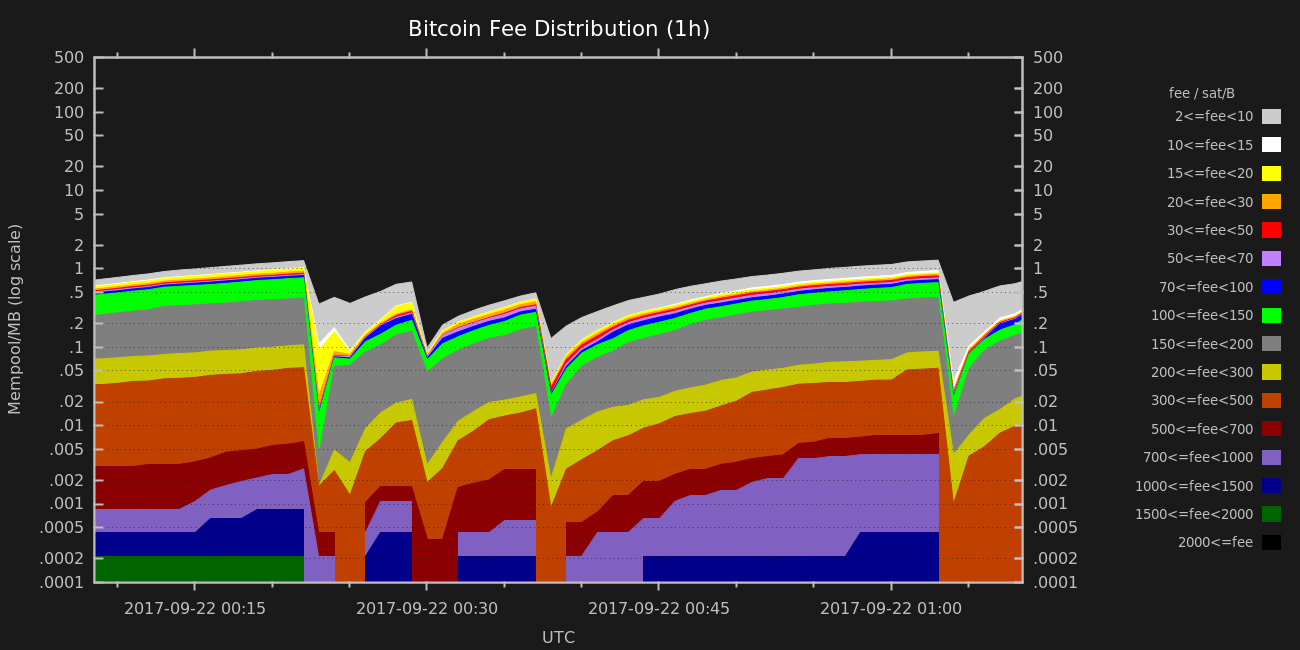 Bitcoin Fee Distribution (1h)
500
200
100
50
20
10
5
2
1
.5
.2
.1
.05
.02
.01
.005
.002
.001
.0005
.0002
.0001
Mempool/MB (log scale)
500
200
100
50
20
10
5
2
1
.5
.2
.1
.05
.02
.01
.005
.002
.001
.0005
.0002
.0001
2017-09-22 00:15
2017-09-22 00:30
2017-09-22 00:45
2017-09-22 01:00
UTC
fee / sat/B
2<=fee<10
10<=fee<15
15<=fee<20
20<=fee<30
30<=fee<50
50<=fee<70
70<=fee<100
100<=fee<150
150<=fee<200
200<=fee<300
300<=fee<500
500<=fee<700
700<=fee<1000
1000<=fee<1500
1500<=fee<2000
2000<=fee